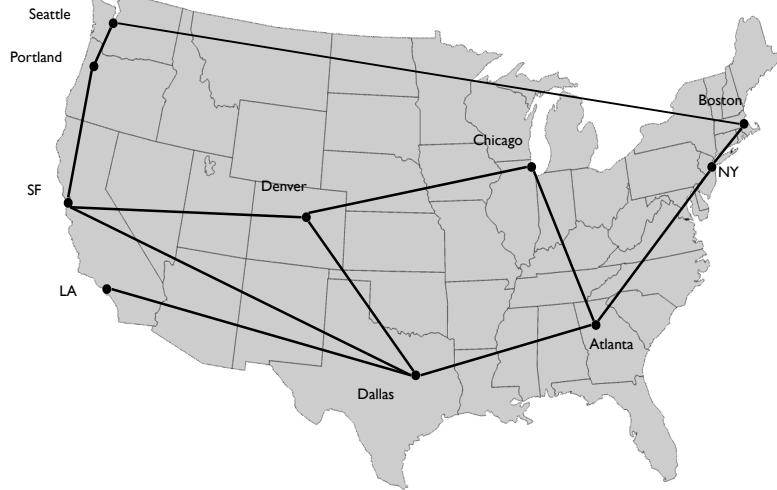 Seattle
Portland
Boston
Chicago
NY
Denver
SF
LA
Atlanta
Dallas